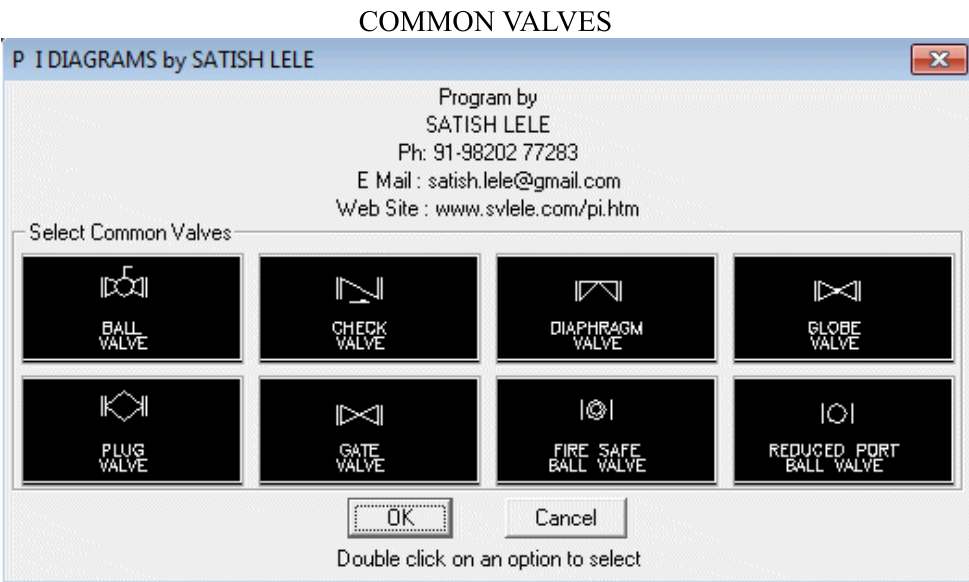 COMMON VALVES
P I DIAGRAMS by SATISH LELE
Program by
SATISH LELE
Ph: 91-98202 77283
E Mail : satish.lele@gmail.com
Web Site : www.svlele.com/pi.htm
Select Common Valves
BALL
VALVE
CHECK
VALVE
DIAPHRAGM
VALVE
GLOBE
VALVE
PLUG
VALVE
GATE
VALVE
FIRE SAFE
BALL VALVE
REDUCED PORT
BALL VALVE
OK
Cancel
Double click on an option to select